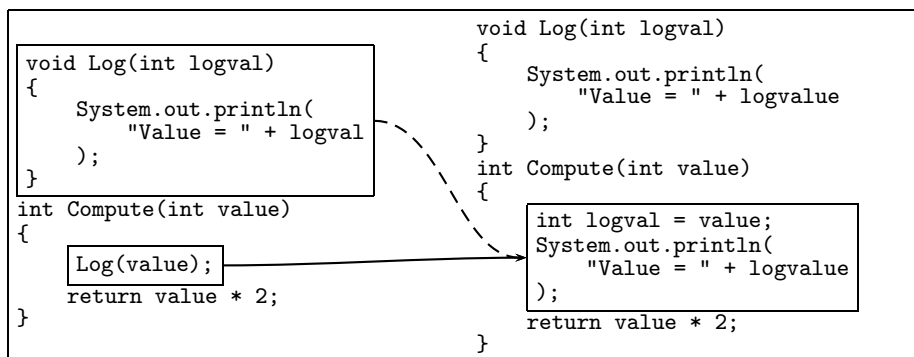 void Log(int logval)
{
    System.out.println(
        "Value = " + logval
    );
}
int Compute(int value)
{
    Log(value);
    return value * 2;
}
void Log(int logval)
{
    System.out.println(
        "Value = " + logvalue
    );
}
int Compute(int value)
{
    int logval = value;
    System.out.println(
        "Value = " + logvalue
    );
    return value * 2;
}